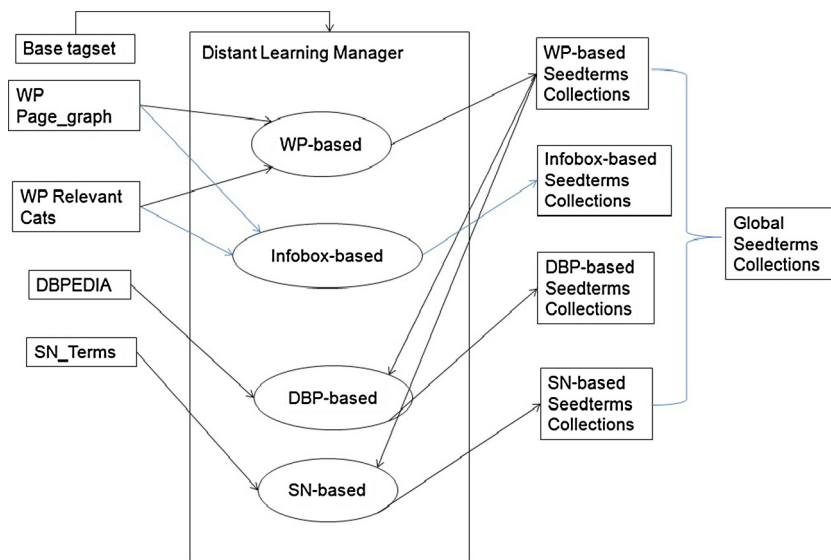 Base tagset
WP
Page_graph
WP Relevant
Cats
DBPEDIA
SN_Terms
Distant Learning Manager
WP-based
Infobox-based
DBP-based
SN-based
WP-based
Seedterms
Collections
Infobox-based
Seedterms
Collections
DBP-based
Seedterms
Collections
SN-based
Seedterms
Collections
Global
Seedterms
Collections